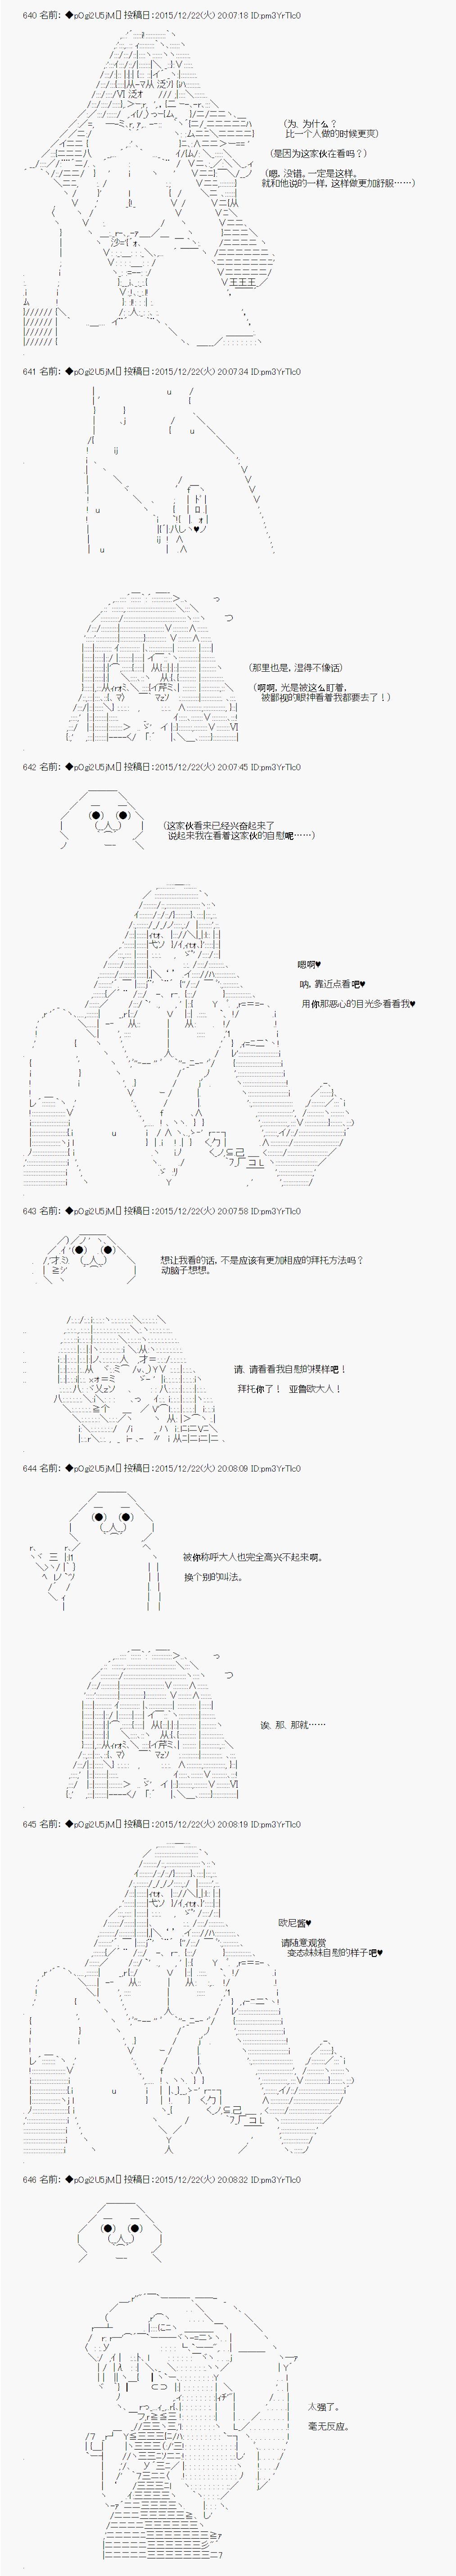 640 名前：◆pOgi2U5jM[] 投稿日：2015/12/22(火) 20:07:18 ID:pm3YrTlc0
（为、为什么？
比一个人做的时候更爽）
（是因为这家伙在看吗？）
（嗯，没错。一定是这样。
就和他说的一样，这样做更加舒服……）
641 名前：◆pOgi2U5jM[] 投稿日：2015/12/22(火) 20:07:34 ID:pm3YrTlc0
（那里也是，湿得不像话）
（啊啊，光是被这么盯着，
被鄙视的眼神看着我都要去了！）
642 名前：◆pOgi2U5jM[] 投稿日：2015/12/22(火) 20:07:45 ID:pm3YrTlc0
（这家伙看来已经兴奋起来了
说起来我在看着这家伙的自慰呢……）
嗯啊♥
呐，靠近点看吧♥
用你那恶心的目光多看看我♥
643 名前：◆pOgi2U5jM[] 投稿日：2015/12/22(火) 20:07:58 ID:pm3YrTlc0
想让我看的话，不是应该有更加相应的拜托方法吗？
动脑子想想。
请、请看看我自慰的模样吧！
拜托你了！ 亚鲁欧大人！
644 名前：◆pOgi2U5jM[] 投稿日：2015/12/22(火) 20:08:09 ID:pm3YrTlc0
被你称呼大人也完全高兴不起来啊。
换个别的叫法。
诶、那、那就……
645 名前：◆pOgi2U5jM[] 投稿日：2015/12/22(火) 20:08:19 ID:pm3YrTlc0
欧尼酱♥
请随意观赏
变态妹妹自慰的样子吧♥
646 名前：◆pOgi2U5jM[] 投稿日：2015/12/22(火) 20:08:32 ID:pm3YrTlc0
太强了。
毫无反应。